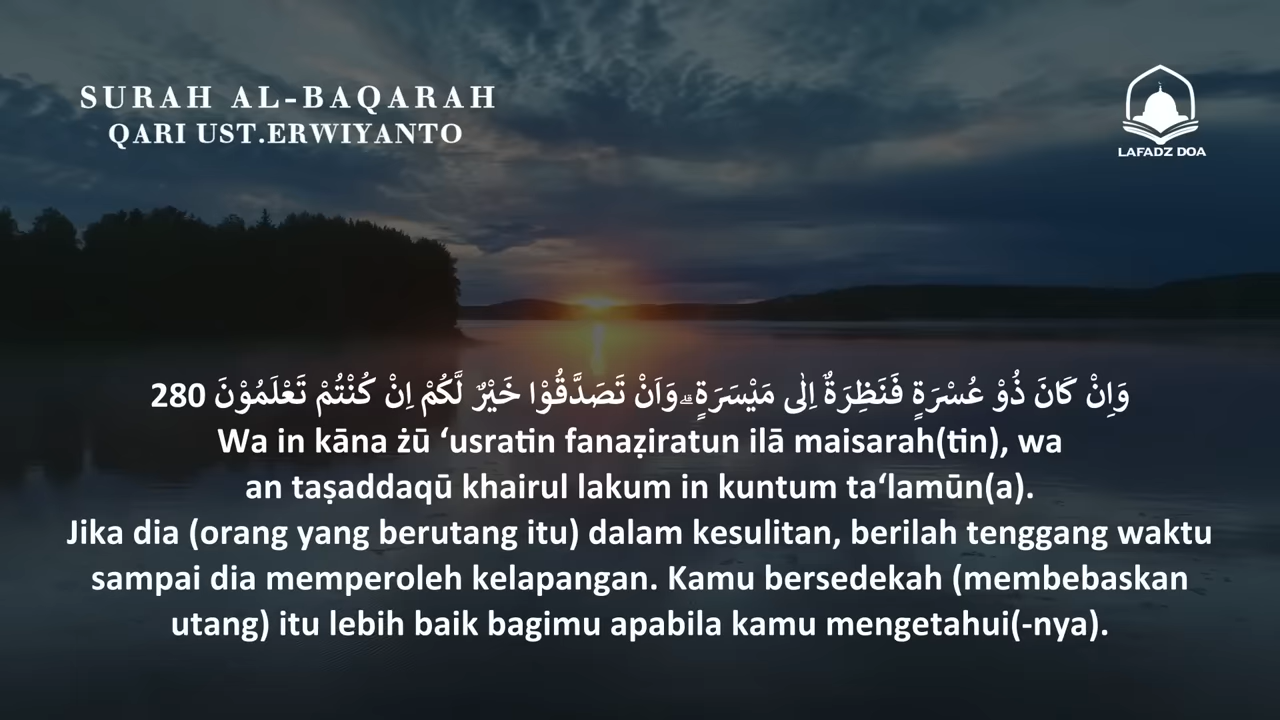 SURAH AL-BAQARAH
QARI UST.ERWIYANTO
LAFADZ DOA
وَاِنْ كَانَ ذُوْ عُسْرَةٍ فَنَظِرَةٌ اِلٰى مَيْسَرَةٍ ۗوَاَنْ تَصَدَّقُوْا خَيْرٌ لَّكُمْ اِنْ كُنْتُمْ تَعْلَمُوْنَ 280
Wa in kāna żū ‘usratin fanaẓiratun ilā maisarah(tin), wa
an taṣaddaqū khairul lakum in kuntum ta‘lamūn(a).
Jika dia (orang yang berutang itu) dalam kesulitan, berilah tenggang waktu
sampai dia memperoleh kelapangan. Kamu bersedekah (membebaskan
utang) itu lebih baik bagimu apabila kamu mengetahui(-nya).